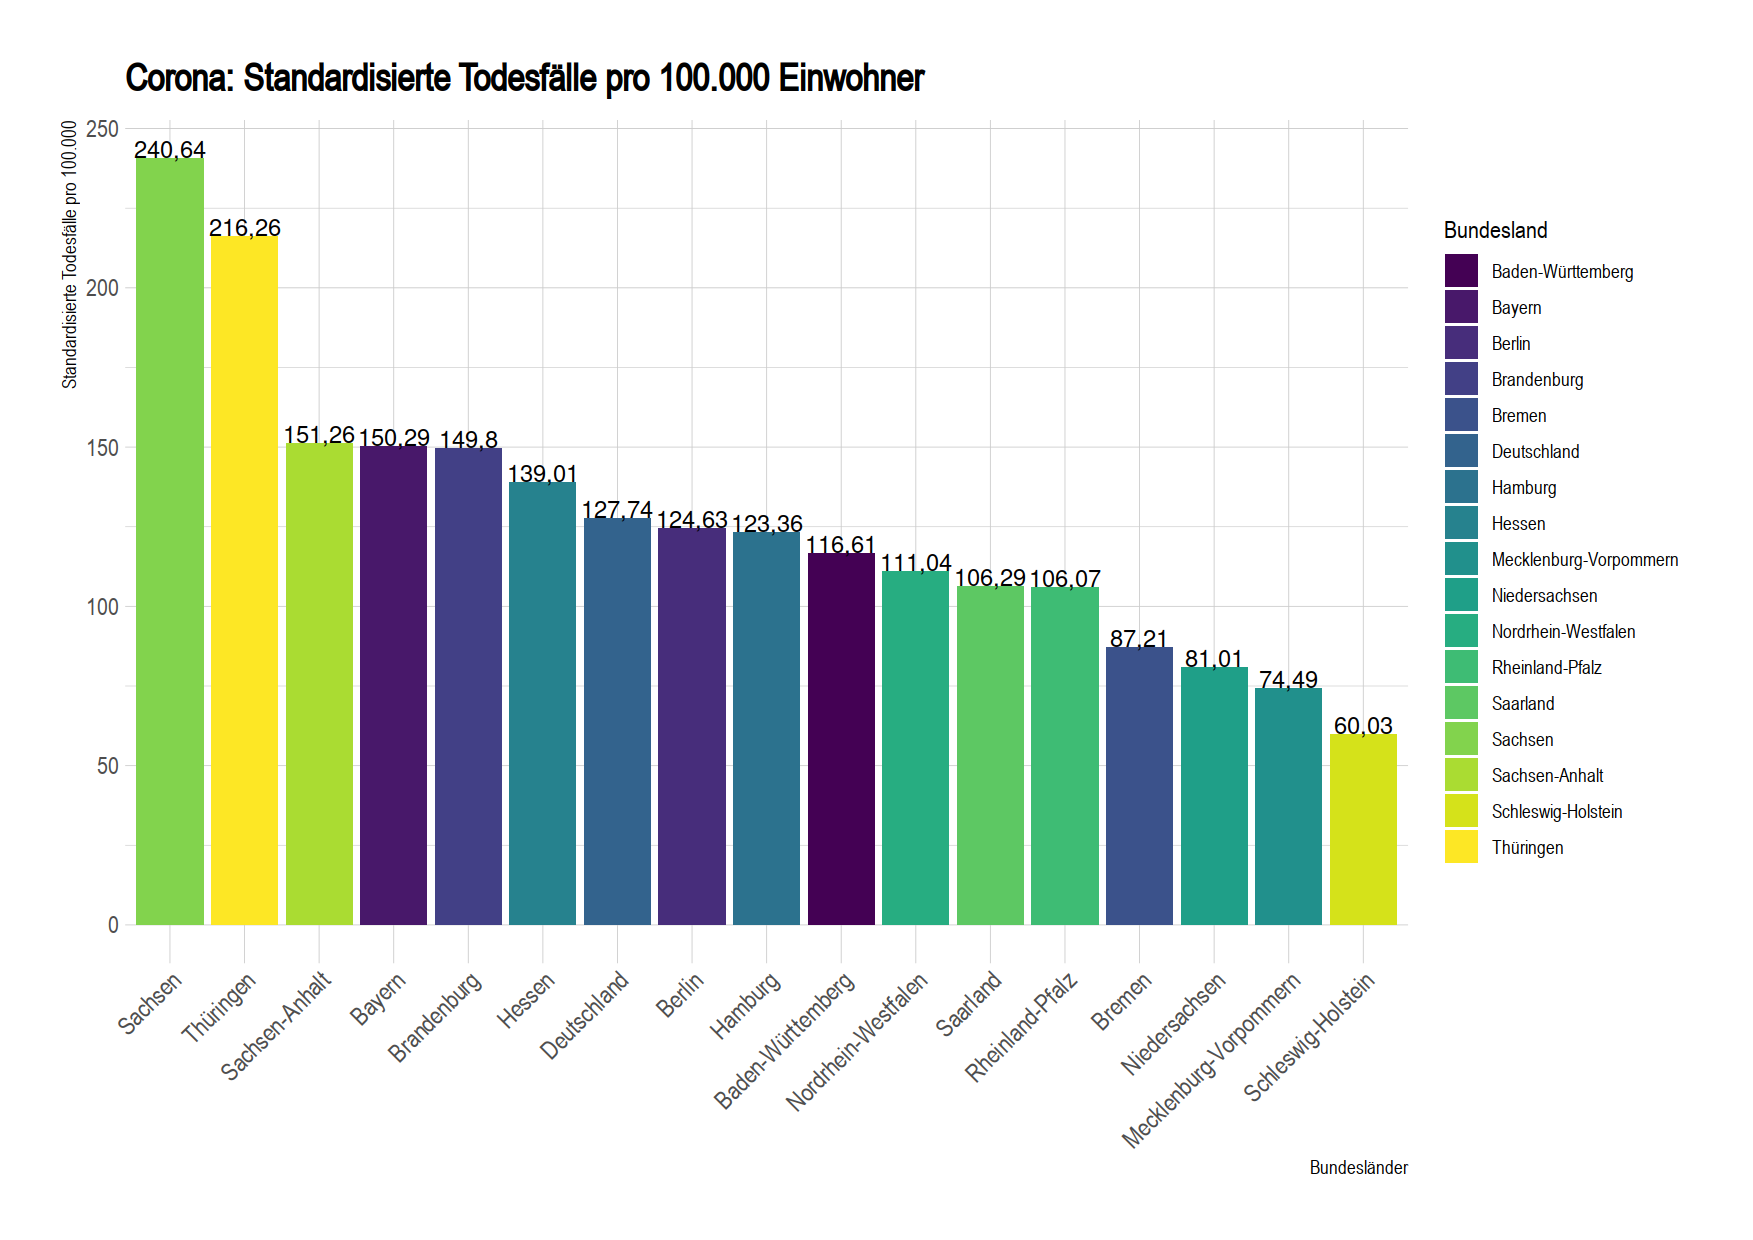 Corona: Standardisierte Todesfälle pro 100.000 Einwohner
Standardisierte Todesfälle pro 100.000
250
200
150
100
50
0
240,64
216,26
151,26
150,29
149,8
139,01
127,74
124,63
123,36
116,61
111,04
106,29
106,07
87,21
81,01
74,49
60,03
Sachsen
Thüringen
Sachsen-Anhalt
Bayern
Brandenburg
Hessen
Deutschland
Berlin
Hamburg
Baden-Württemberg
Nordrhein-Westfalen
Saarland
Rheinland-Pfalz
Bremen
Niedersachsen
Mecklenburg-Vorpommern
Schleswig-Holstein
Bundesländer
Bundesland
Baden-Württemberg
Bayern
Berlin
Brandenburg
Bremen
Deutschland
Hamburg
Hessen
Mecklenburg-Vorpommern
Niedersachsen
Nordrhein-Westfalen
Rheinland-Pfalz
Saarland
Sachsen
Sachsen-Anhalt
Schleswig-Holstein
Thüringen